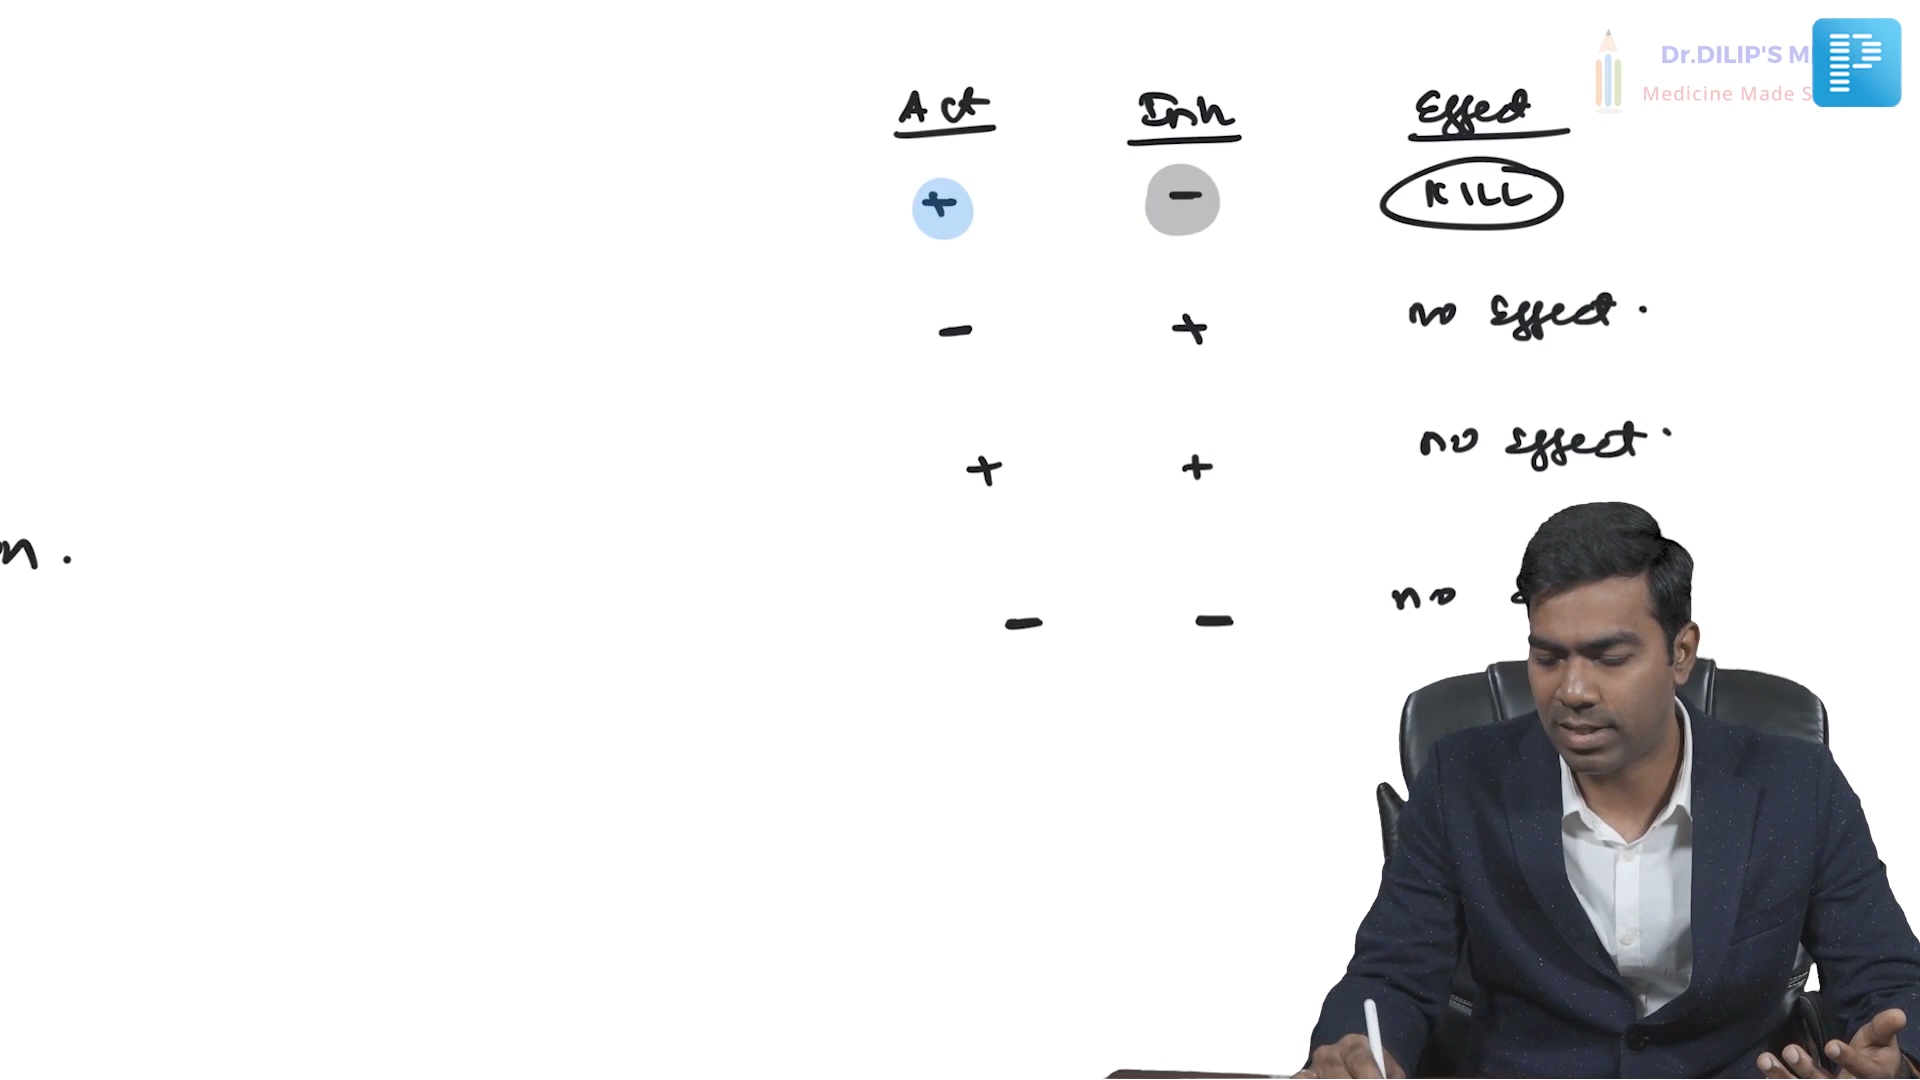 Dr.DILIP'S M
Medicine Made S
Act Inh Effect
+ - KILL
- + no Effect.
+ + no Effect.
n.
- - no